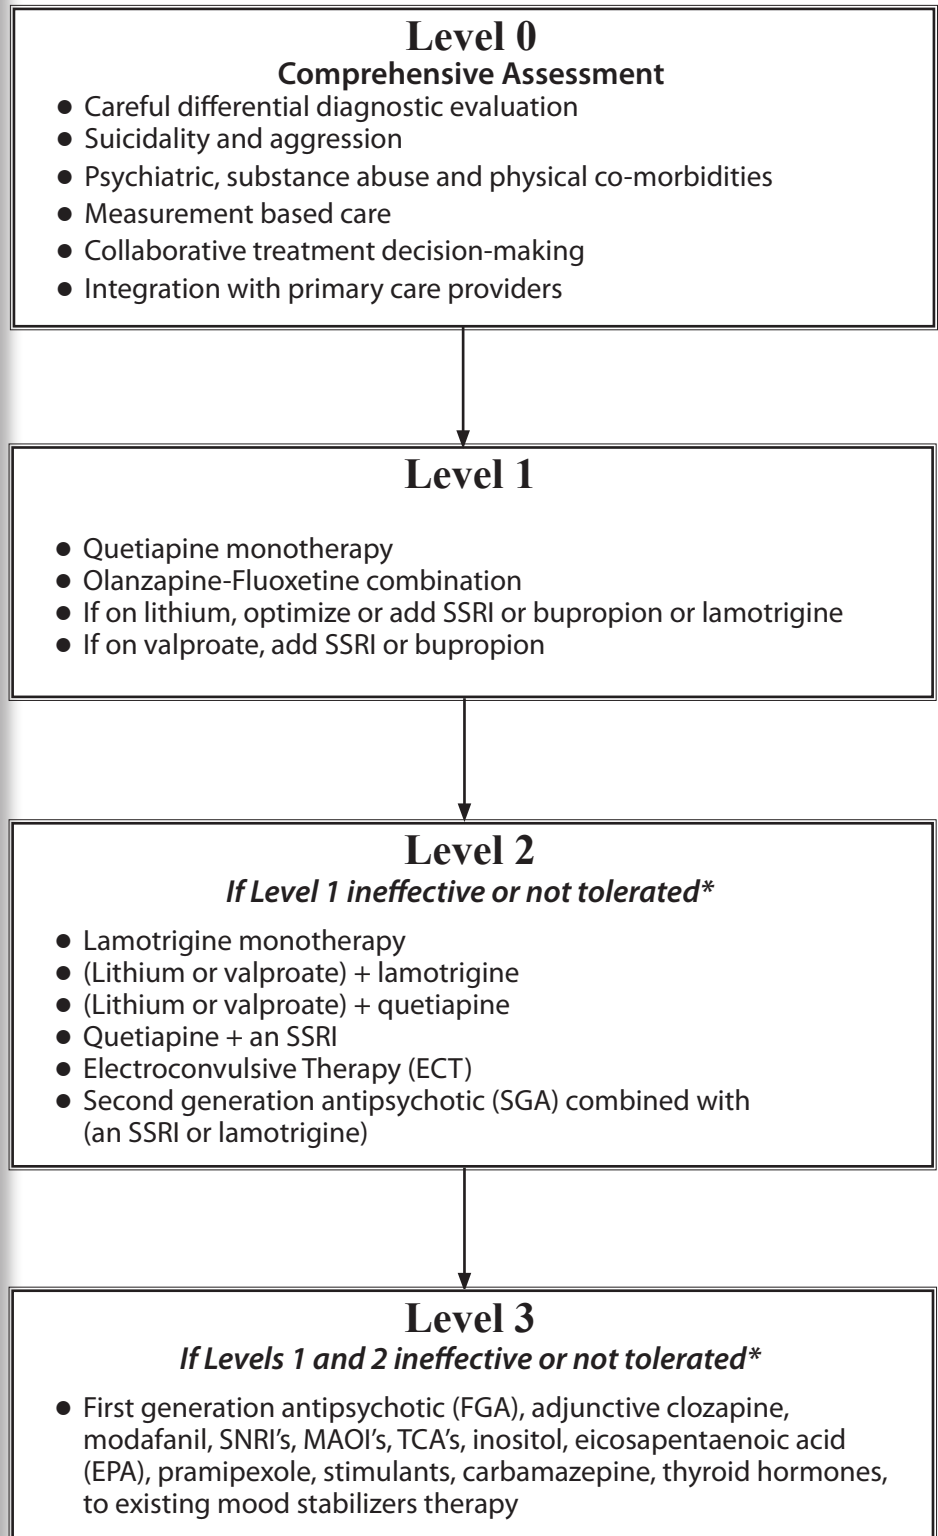 Level 0
Comprehensive Assessment
● Careful differential diagnostic evaluation
● Suicidality and aggression
● Psychiatric, substance abuse and physical co-morbidities
● Measurement based care
● Collaborative treatment decision-making
● Integration with primary care providers
Level 1
● Quetiapine monotherapy
● Olanzapine-Fluoxetine combination
● If on lithium, optimize or add SSRI or bupropion or lamotrigine
● If on valproate, add SSRI or bupropion
Level 2
If Level 1 ineffective or not tolerated*
● Lamotrigine monotherapy
● (Lithium or valproate) + lamotrigine
● (Lithium or valproate) + quetiapine
● Quetiapine + an SSRI
● Electroconvulsive Therapy (ECT)
● Second generation antipsychotic (SGA) combined with
(an SSRI or lamotrigine)
Level 3
If Levels 1 and 2 ineffective or not tolerated*
● First generation antipsychotic (FGA), adjunctive clozapine,
modafanil, SNRI's, MAOI's, TCA's, inositol, eicosapentaenoic acid
(EPA), pramipexole, stimulants, carbamazepine, thyroid hormones,
to existing mood stabilizers therapy